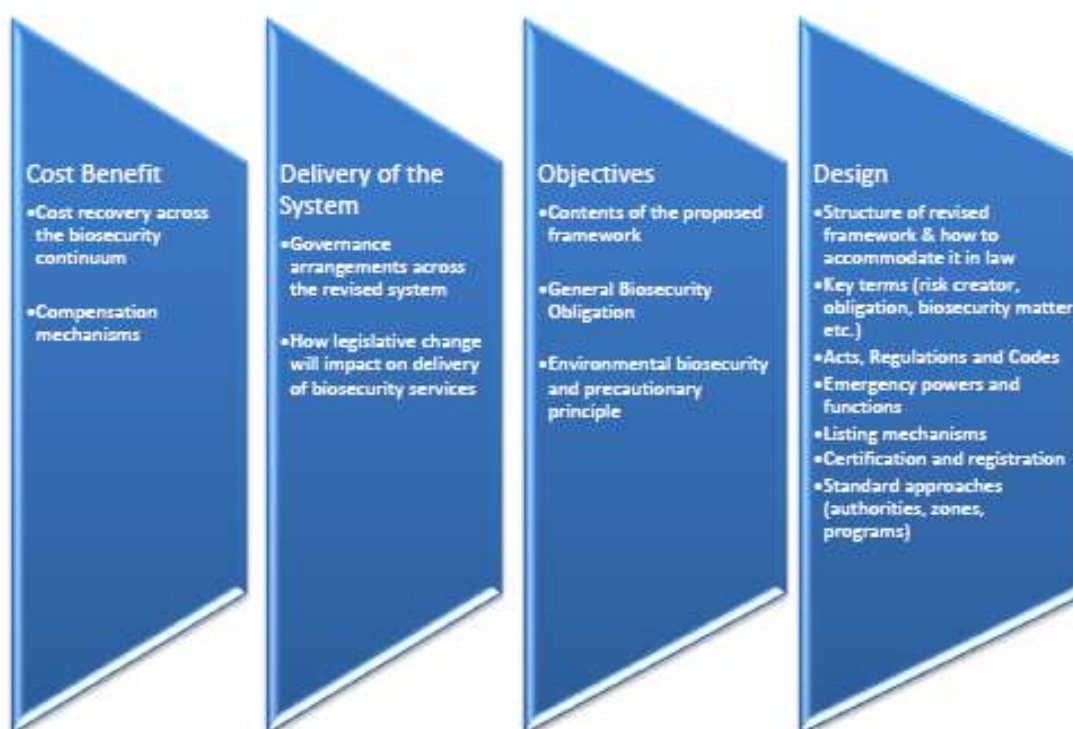 Cost Benefit
•Cost recovery across
the biosecurity
continuum
•Compensation
mechanisms
Delivery of the
System
•Governance
arrangements across
the revised system
•How legislative change
will impact on delivery
of biosecurity services
Objectives
•Contents of the proposed
framework
•General Biosecurity
Obligation
•Environmental biosecurity
and precautionary
principle
Design
•Structure of revised
framework & how to
accommodate it in law
•Key terms (risk creator,
obligation, biosecurity matter
etc.)
•Acts, Regulations and Codes
•Emergency powers and
functions
•Listing mechanisms
•Certification and registration
•Standard approaches
(authorities, zones,
programs)